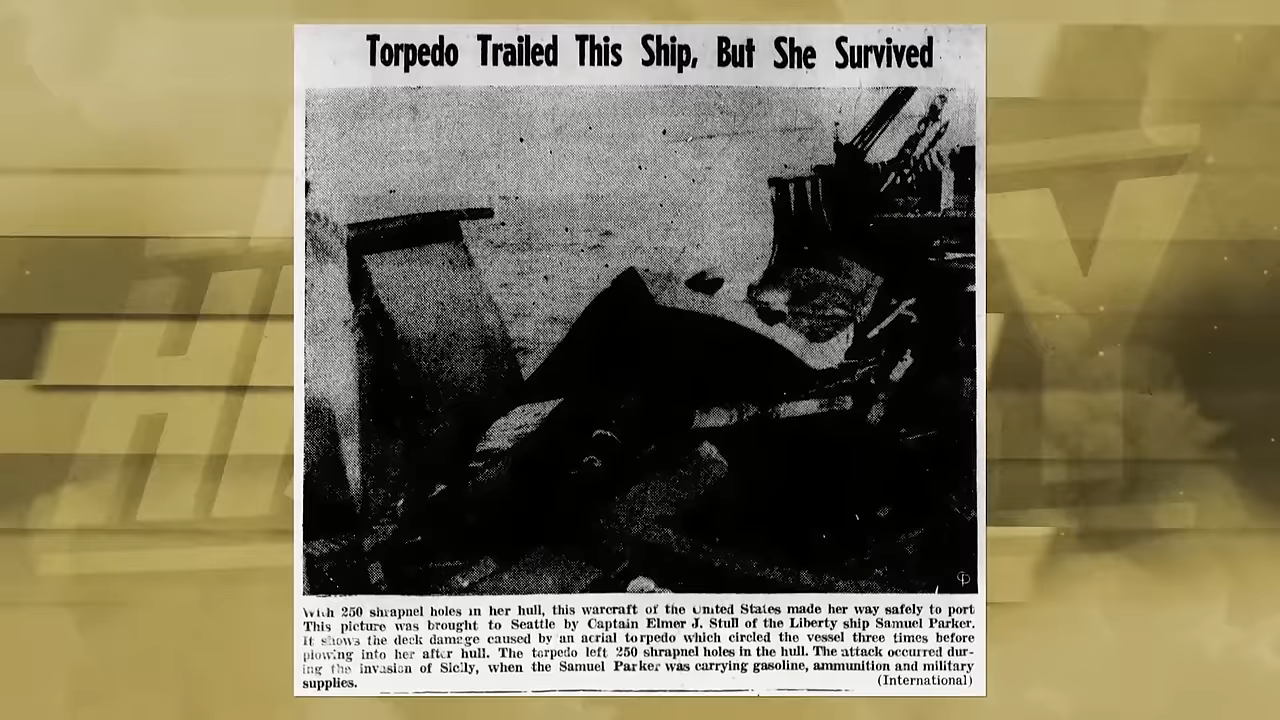 Torpedo Trailed This Ship, But She Survived
With 250 shrapnel holes in her hull, this warcraft of the United States made her way safely to port
This picture was brought to Seattle by Captain Elmer J. Stull of the Liberty ship Samuel Parker.
It shows the deck damage caused by an aerial torpedo which circled the vessel three times before
plowing into her after hull. The torpedo left 250 shrapnel holes in the hull. The attack occurred dur-
ing the invasion of Sicily, when the Samuel Parker was carrying gasoline, ammunition and military
supplies. (International)